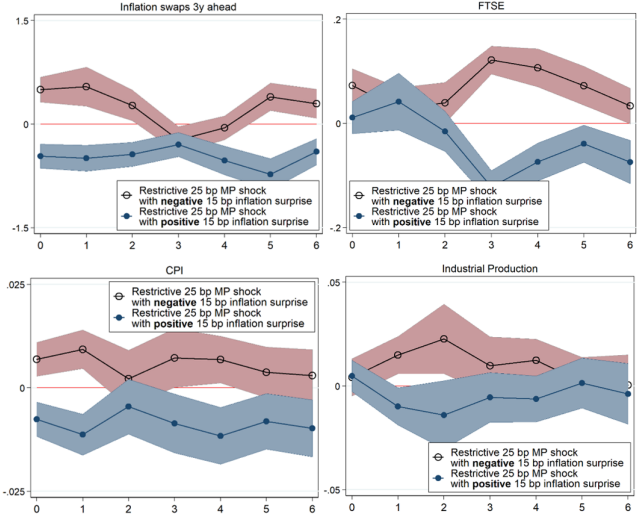 Inflation swaps 3y ahead
1.5
0
-1.5
0 1 2 3 4 5 6
Restrictive 25 bp MP shock
with negative 15 bp inflation surprise
Restrictive 25 bp MP shock
with positive 15 bp inflation surprise
FTSE
.2
0
-.2
0 1 2 3 4 5 6
Restrictive 25 bp MP shock
with negative 15 bp inflation surprise
Restrictive 25 bp MP shock
with positive 15 bp inflation surprise
CPI
.025
0
-.025
0 1 2 3 4 5 6
Restrictive 25 bp MP shock
with negative 15 bp inflation surprise
Restrictive 25 bp MP shock
with positive 15 bp inflation surprise
Industrial Production
.05
0
-.05
0 1 2 3 4 5 6
Restrictive 25 bp MP shock
with negative 15 bp inflation surprise
Restrictive 25 bp MP shock
with positive 15 bp inflation surprise